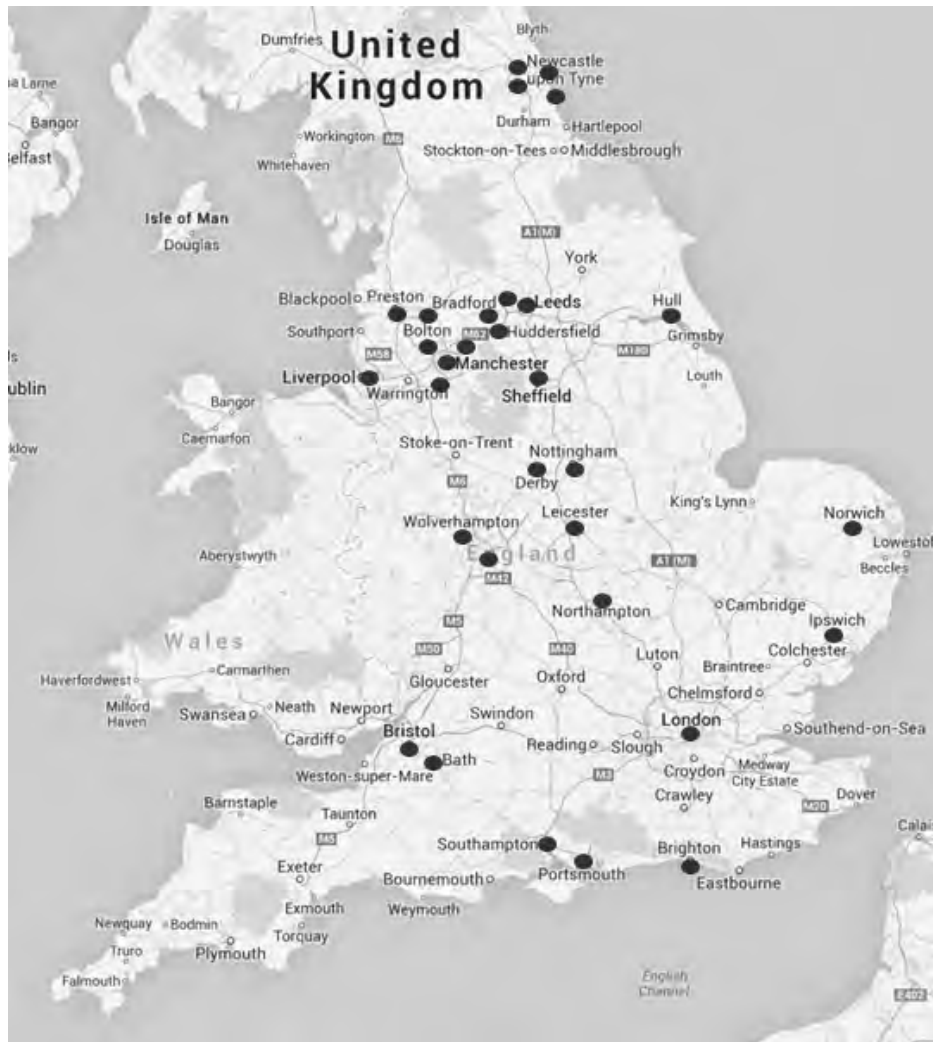 Blyth
Dumfries
United
Kingdom
Newcastle
upon Tyne
Larne
Bangor
Belfast
Durham
Hartlepool
Workington
M6
Stockton-on-Tees
Middlesbrough
Whitehaven
Isle of Man
Douglas
A1(M)
York
Blackpool
Preston
Bradford
Leeds
Hull
Southport
Bolton
M62
Huddersfield
Grimsby
M58
M180
Manchester
Liverpool
Warrington
Sheffield
Louth
ublin
Bangor
Caernarfon
klow
Stoke-on-Trent
Nottingham
Derby
M6
King's Lynn
Leicester
Norwich
Wolverhampton
England
Lowestof
Beccles
Aberystwyth
A1 (M)
M42
Northampton
Cambridge
Ipswich
M5
Wales
M50
M40
Luton
Braintree
Colchester
Haverfordwest
Carmarthen
Gloucester
Oxford
Chelmsford
Milford
Haven
Neath
Newport
Swansea
Swindon
London
Southend-on-Sea
Cardiff
Bristol
Reading
Slough
Bath
Weston-super-Mare
Croydon
Medway
City Estate
M3
Barnstaple
Crawley
M20
Dover
Taunton
M5
Southampton
Brighton
Hastings
Calai
Exeter
Bournemouth
Portsmouth
Eastbourne
Exmouth
Weymouth
Newquay
Bodmin
Torquay
Plymouth
Truro
Falmouth
English
Channel
E402